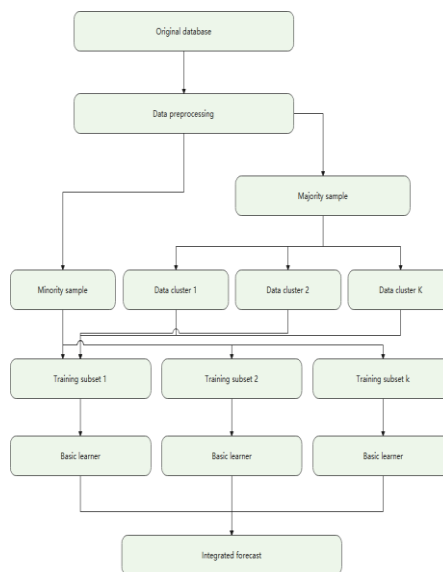 Original database
Data preprocessing
Majority sample
Minority sample
Data cluster 1
Data cluster 2
Data cluster K
Training subset 1
Training subset 2
Training subset k
Basic learner
Basic learner
Basic learner
Integrated forecast